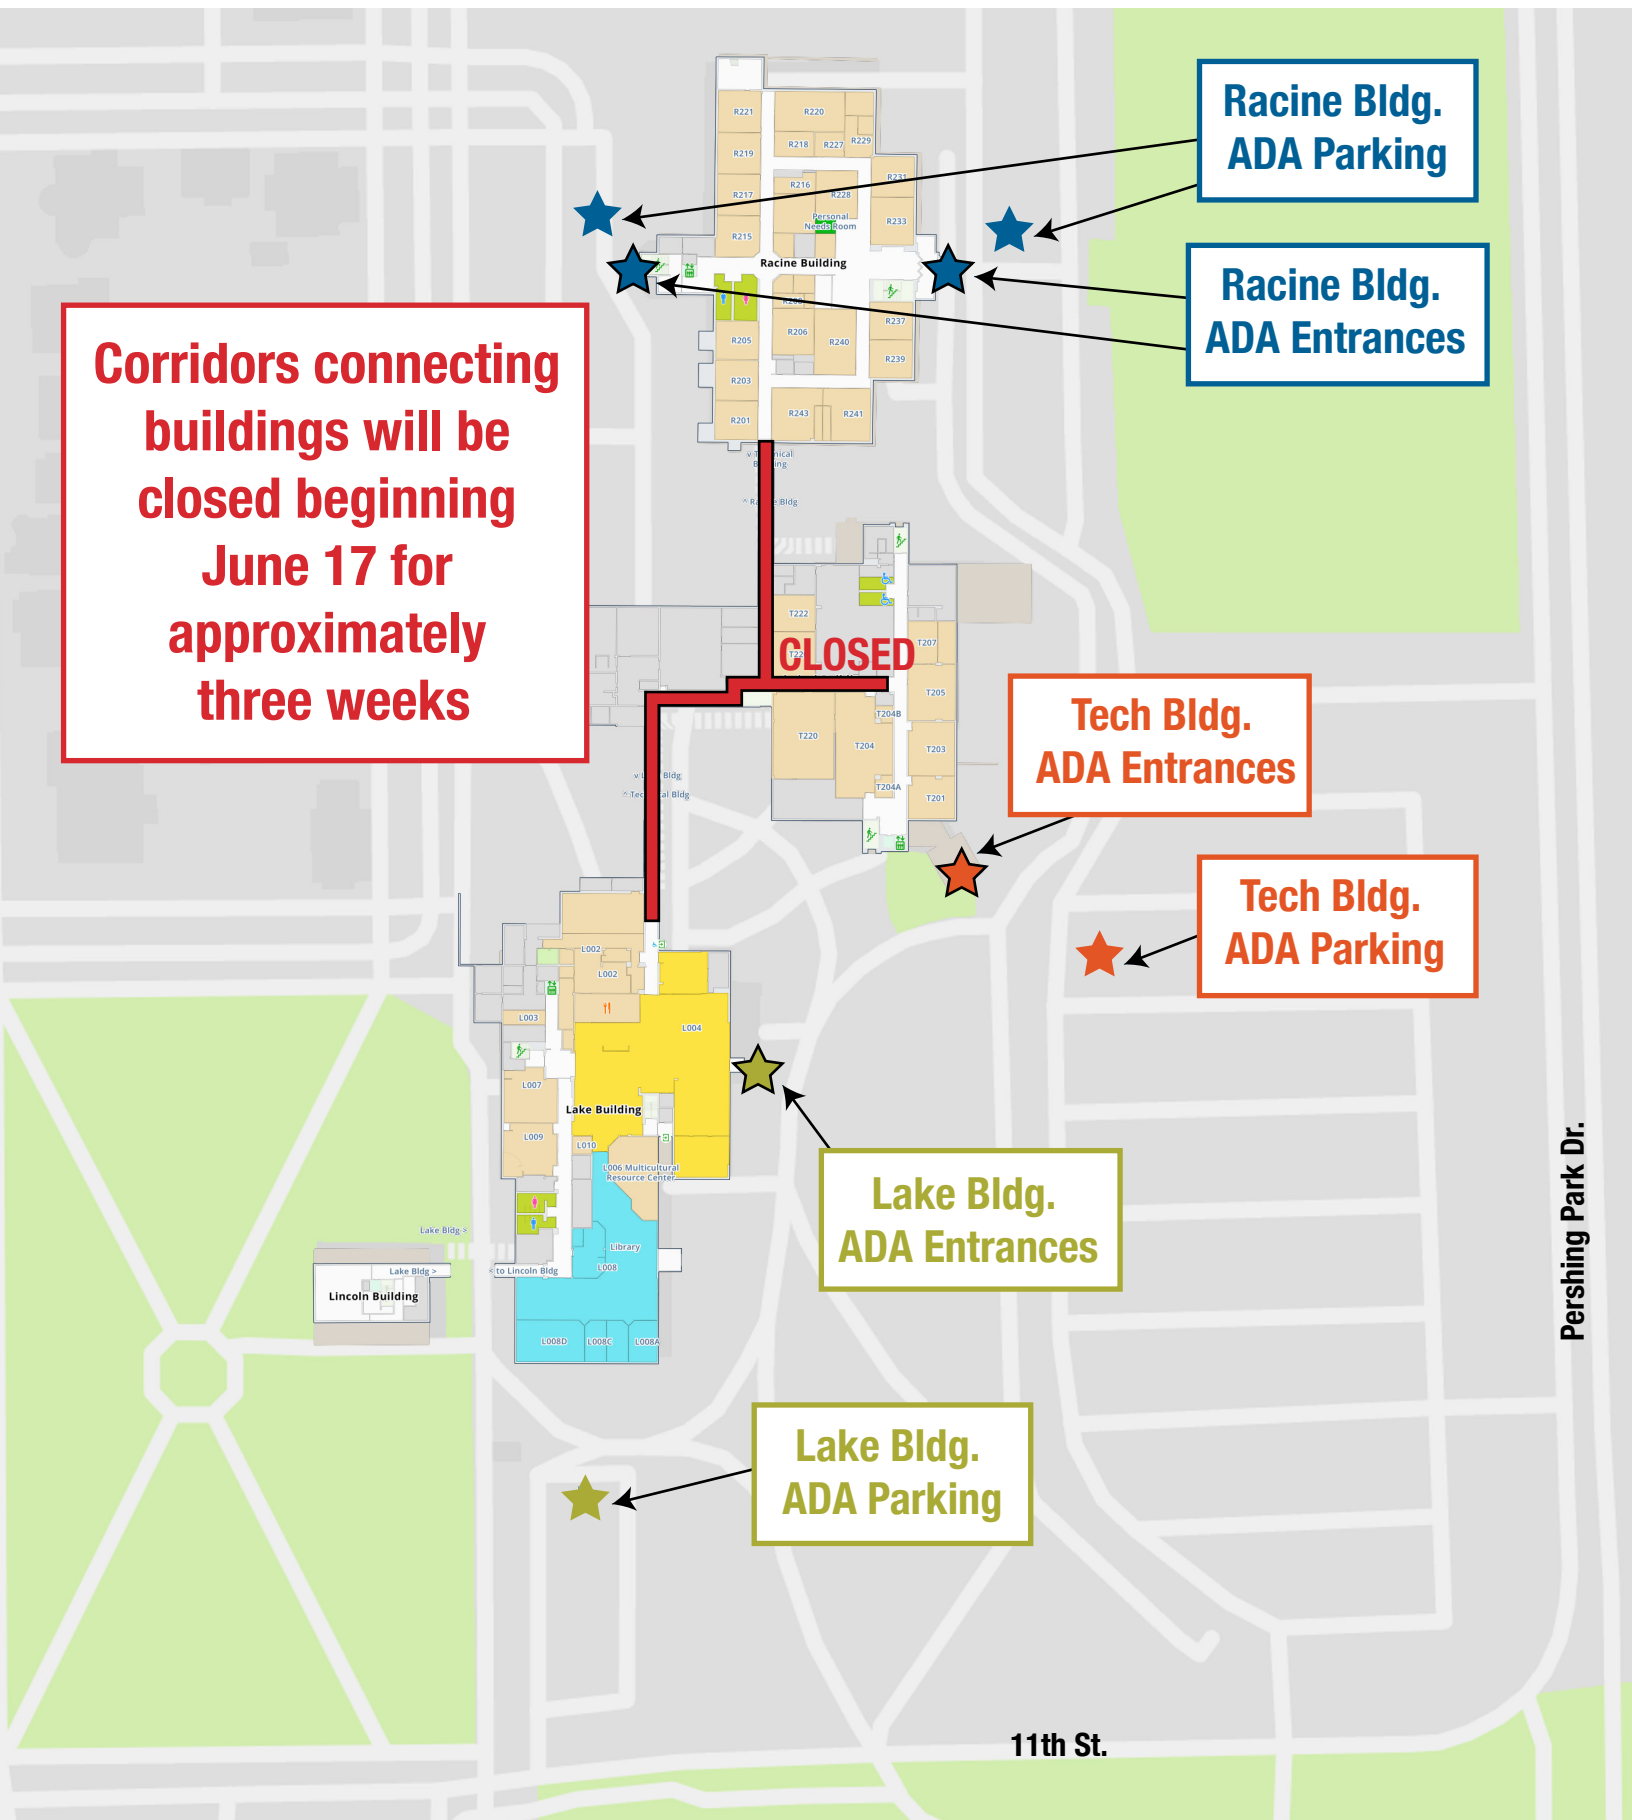 Racine Bldg.
ADA Parking
Racine Bldg.
ADA Entrances
Corridors connecting
buildings will be
closed beginning
June 17 for
approximately
three weeks
R221
R220
R218
R227
R229
R219
R231
R216
R217
R228
Personal
Needs Room
R233
R215
Racine Building
R208
R237
R206
R205
R240
R239
R203
R243
R241
R201
^ Ra e Bldg
T222
T207
CLOSED
T205
T204B
T220
T204
T203
T204A
T201
Tech Bldg.
ADA Entrances
Tech Bldg.
ADA Parking
L002
L002
L003
L004
L007
Lake Building
L009
L010
L006 Multicultural
Resource Center
Lake Bldg >
Library
L008
Lake Bldg >
< to Lincoln Bldg
Lincoln Building
L008D
L008C
L008A
Lake Bldg.
ADA Entrances
Lake Bldg.
ADA Parking
Pershing Park Dr.
11th St.